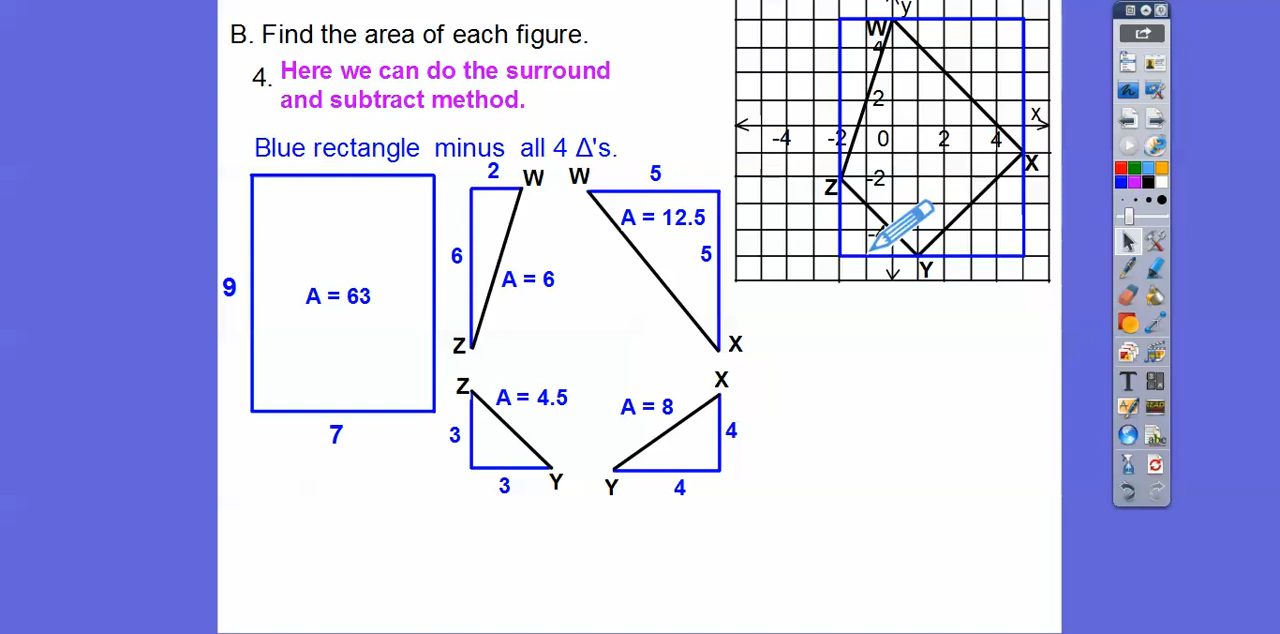 B. Find the area of each figure.
4. Here we can do the surround
and subtract method.
Blue rectangle minus all 4 Δ's.
9
A = 63
7
2
W
6
A = 6
Z
W
5
A = 12.5
5
X
Z
A = 4.5
3
3
Y
X
A = 8
4
Y
4
y
W
4
2
x
-4
-2
0
2
4
X
Z
-2
Y
T
abc